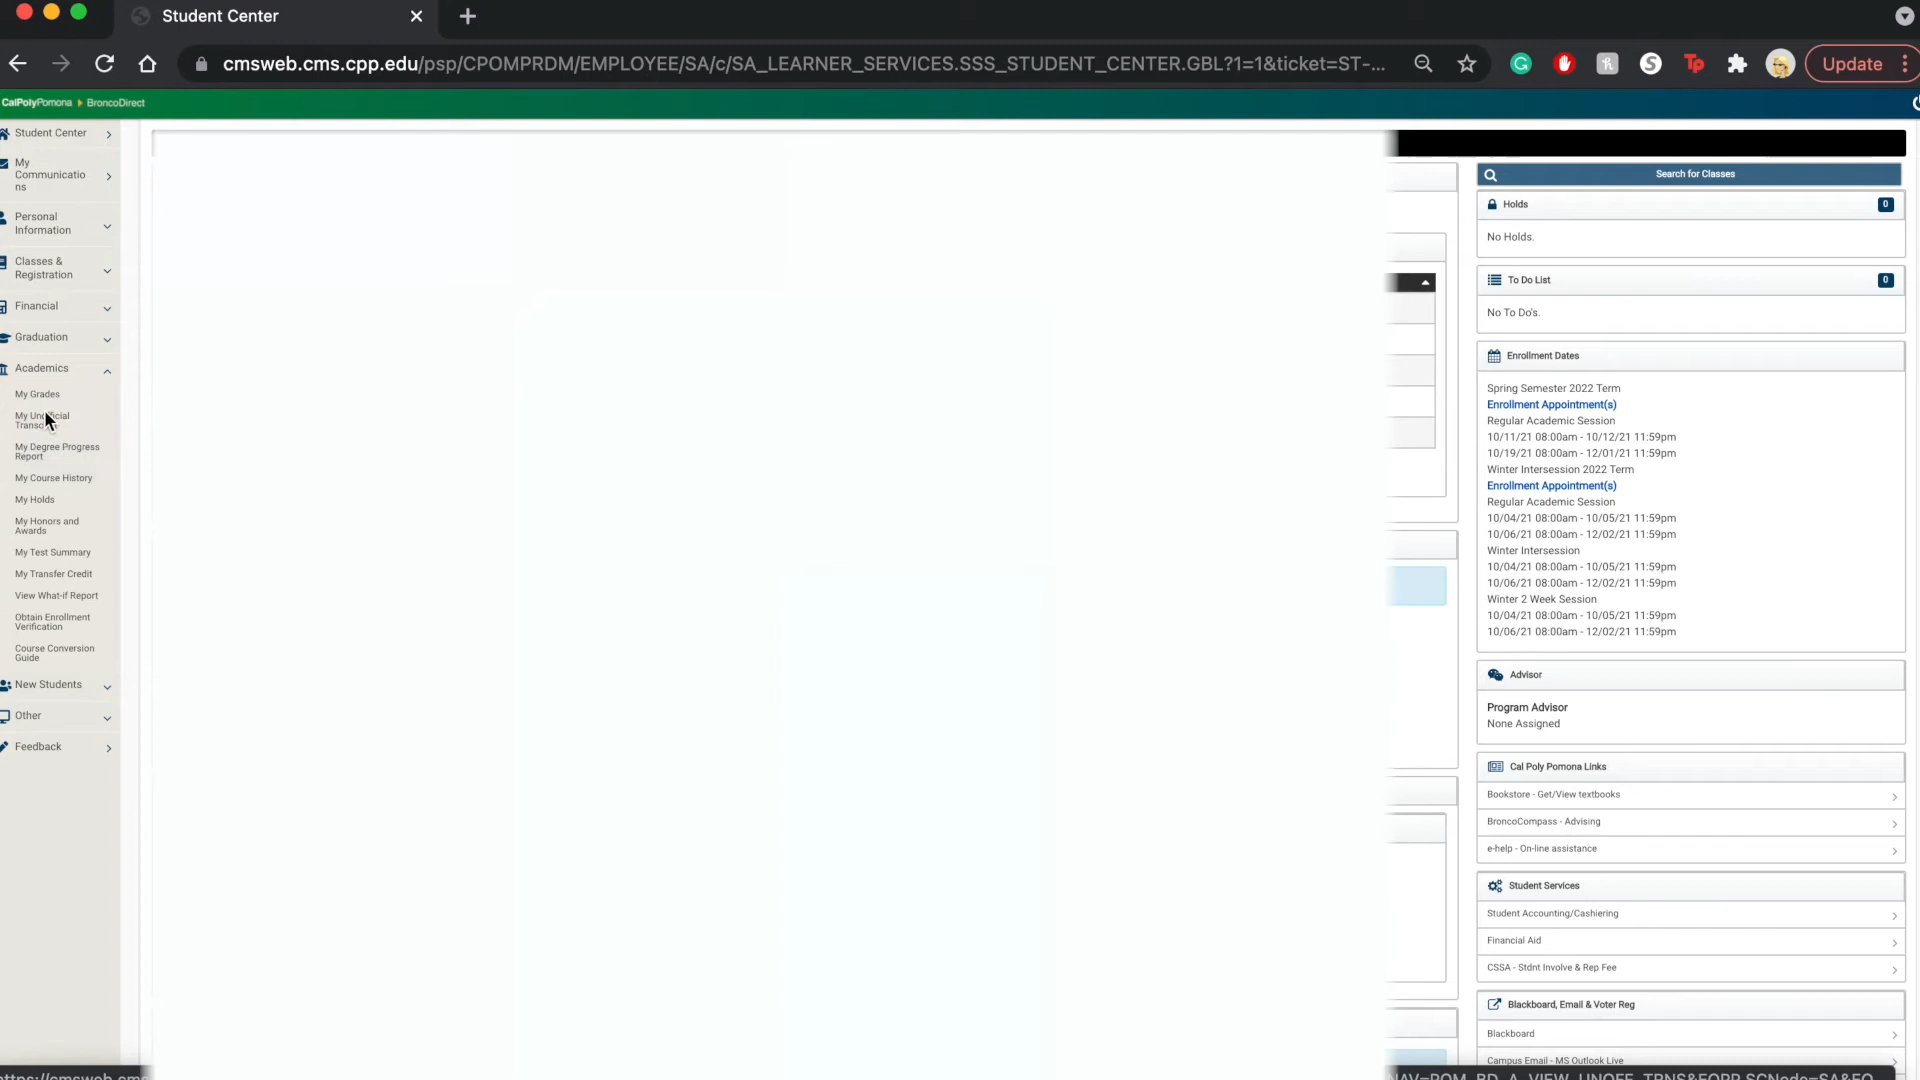 Student Center
cmsweb.cms.cpp.edu/psp/CPOMPRDM/EMPLOYEE/SA/c/SA_LEARNER_SERVICES.SSS_STUDENT_CENTER.GBL?1=1&ticket=ST-...
Update
CalPolyPomona BroncoDirect
Student Center
My
Communicatio
ns
Personal
Information
Classes &
Registration
Financial
Graduation
Academics
My Grades
My Unofficial
My Degree Progress
Report
My Course History
My Holds
My Honors and
Awards
My Test Summary
My Transfer Credit
View What-if Report
Obtain Enrollment
Verification
Course Conversion
Guide
New Students
Other
Feedback
Search for Classes
Holds 0
No Holds.
To Do List 0
No To Do's.
Enrollment Dates
Spring Semester 2022 Term
Enrollment Appointment(s)
Regular Academic Session
10/11/21 08:00am - 10/12/21 11:59pm
10/19/21 08:00am - 12/01/21 11:59pm
Winter Intersession 2022 Term
Enrollment Appointment(s)
Regular Academic Session
10/04/21 08:00am - 10/05/21 11:59pm
10/06/21 08:00am - 12/02/21 11:59pm
Winter Intersession
10/04/21 08:00am - 10/05/21 11:59pm
10/06/21 08:00am - 12/02/21 11:59pm
Winter 2 Week Session
10/04/21 08:00am - 10/05/21 11:59pm
10/06/21 08:00am - 12/02/21 11:59pm
Advisor
Program Advisor
None Assigned
Cal Poly Pomona Links
Bookstore - Get/View textbooks
BroncoCompass - Advising
e-help - On-line assistance
Student Services
Student Accounting/Cashiering
Financial Aid
CSSA - Stdnt Involve & Rep Fee
Blackboard, Email & Voter Reg
Blackboard
Campus Email - MS Outlook Live